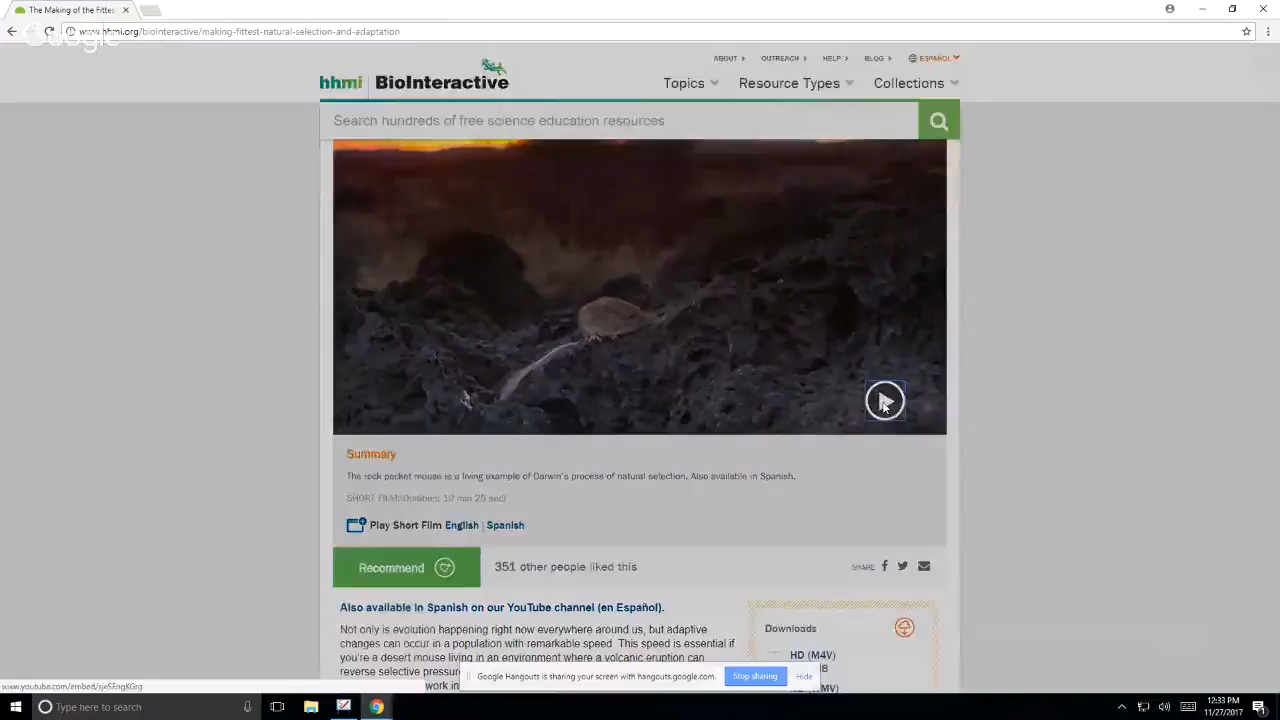 The Making of the Fittes
www.hhmi.org/biointeractive/making-fittest-natural-selection-and-adaptation
Google
ABOUT OUTREACH HELP BLOG ESPAÑOL
hhmi BioInteractive
Topics Resource Types Collections
Search hundreds of free science education resources
Summary
The rock pocket mouse is a living example of Darwin's process of natural selection. Also available in Spanish.
SHORT FILM (Duration: 10 min 25 sec)
Play Short Film English | Spanish
Recommend 351 other people liked this SHARE
Also available in Spanish on our YouTube channel (en Español).
Downloads
Not only is evolution happening right now everywhere around us, but adaptive
changes can occur in a population with remarkable speed. This speed is essential if
HD (M4V)
you're a desert mouse living in an environment where a volcanic eruption can
reverse selective pressur
Google Hangouts is sharing your screen with hangouts.google.com. Stop sharing Hide
work in
MV)
www.youtube.com/embed/sjeSEngKGrg
Type here to search
12:33 PM
11/27/2017